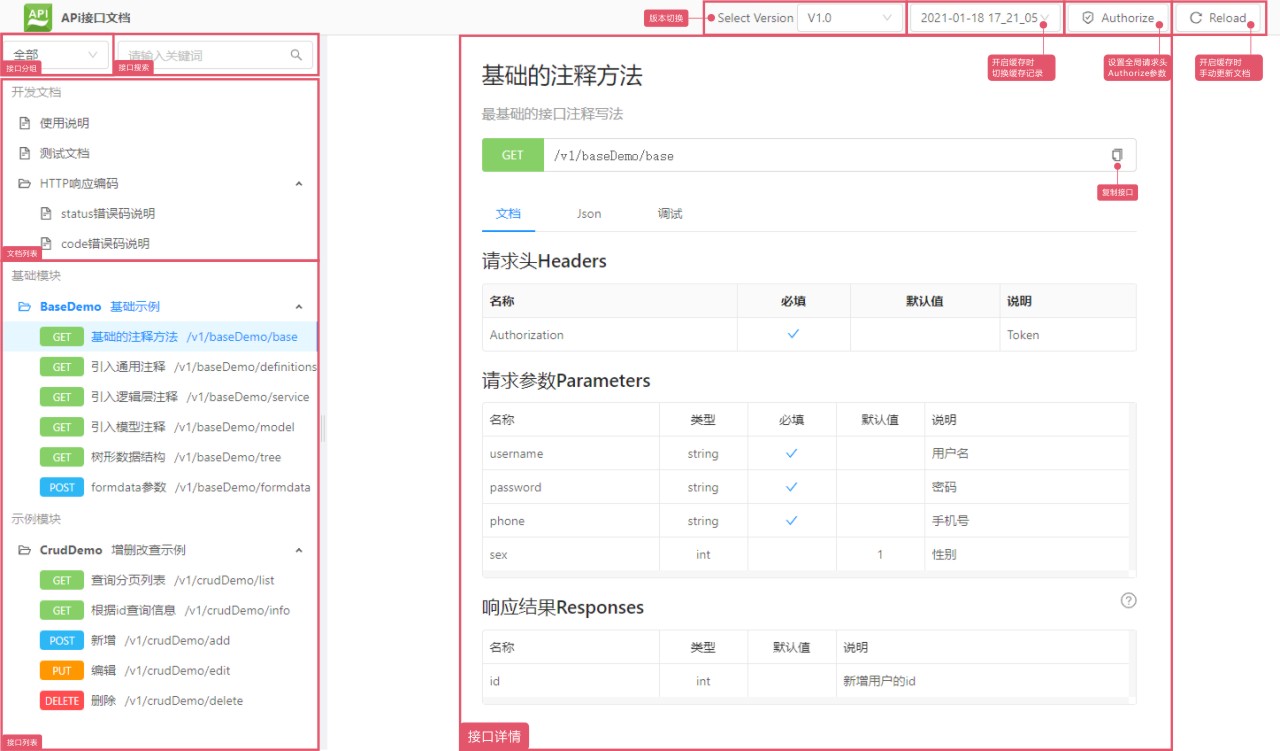 API
APi接口文档
版本切换
Select Version
V1.0
2021-01-18 17_21_05
Authorize
Reload
开启缓存时
切换缓存记录
设置全局请求头
Authorize参数
开启缓存时
手动更新文档
全部
接口分组
请输入关键词
接口搜索
开发文档
使用说明
测试文档
HTTP响应编码
status错误码说明
code错误码说明
文档列表
基础模块
BaseDemo 基础示例
GET 基础的注释方法 /v1/baseDemo/base
GET 引入通用注释 /v1/baseDemo/definitions
GET 引入逻辑层注释 /v1/baseDemo/service
GET 引入模型注释 /v1/baseDemo/model
GET 树形数据结构 /v1/baseDemo/tree
POST formdata参数 /v1/baseDemo/formdata
示例模块
CrudDemo 增删改查示例
GET 查询分页列表 /v1/crudDemo/list
GET 根据id查询信息 /v1/crudDemo/info
POST 新增 /v1/crudDemo/add
PUT 编辑 /v1/crudDemo/edit
DELETE 删除 /v1/crudDemo/delete
接口列表
基础的注释方法
最基础的接口注释写法
GET /v1/baseDemo/base
复制接口
文档 Json 调试
请求头Headers
名称 必填 默认值 说明
Authorization Token
请求参数Parameters
名称 类型 必填 默认值 说明
username string 用户名
password string 密码
phone string 手机号
sex int 1 性别
响应结果Responses
名称 类型 默认值 说明
id int 新增用户的id
接口详情